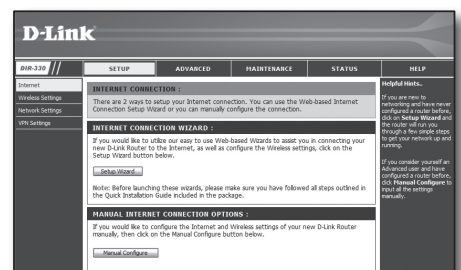 D-Link
DIR-330 // SETUP ADVANCED MAINTENANCE STATUS HELP
Internet
Wireless Settings
Network Settings
VPN Settings
INTERNET CONNECTION :
There are 2 ways to setup your Internet connection. You can use the Web-based Internet
Connection Setup Wizard or you can manually configure the connection.
INTERNET CONNECTION WIZARD :
If you would like to utilize our easy to use Web-based Wizards to assist you in connecting your
new D-Link Router to the Internet, as well as configure the Wireless settings, click on the
Setup Wizard button below.
Setup Wizard
Note: Before launching these wizards, please make sure you have followed all steps outlined in
the Quick Installation Guide included in the package.
MANUAL INTERNET CONNECTION OPTIONS :
If you would like to configure the Internet and Wireless settings of your new D-Link Router
manually, then click on the Manual Configure button below.
Manual Configure
Helpful Hints..
If you are new to
networking and have never
configured a router before,
click on Setup Wizard and
the router will run you
through a few simple steps
to get your network up and
running.
If you consider yourself an
Advanced user and have
configured a router before,
click Manual Configure to
input all the settings
manually.